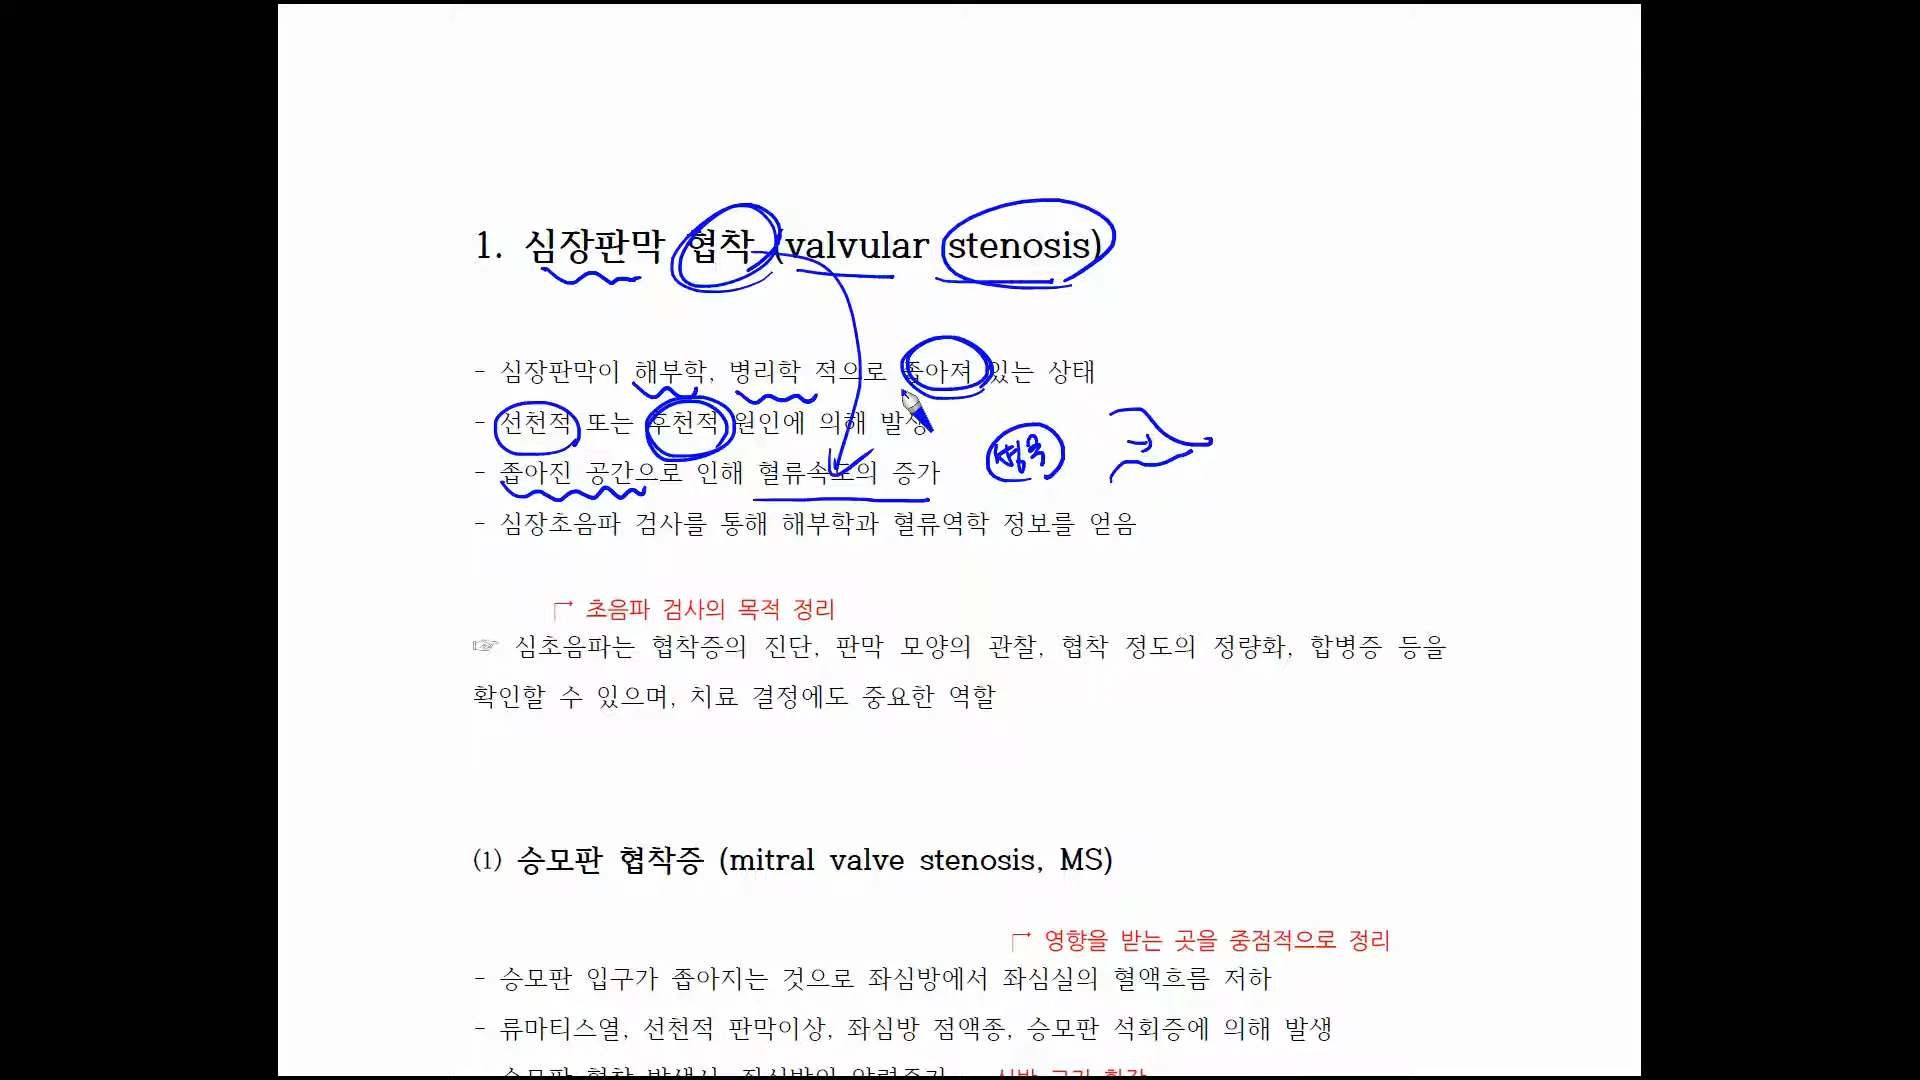 1. 심장판막 협착 (valvular stenosis)
- 심장판막이 해부학, 병리학 적으로 좁아져 있는 상태
- 선천적 또는 후천적 원인에 의해 발생
- 좁아진 공간으로 인해 혈류속도의 증가
- 심장초음파 검사를 통해 해부학과 혈류역학 정보를 얻음
초음파 검사의 목적 정리
☞ 심초음파는 협착증의 진단, 판막 모양의 관찰, 협착 정도의 정량화, 합병증 등을
확인할 수 있으며, 치료 결정에도 중요한 역할
(1) 승모판 협착증 (mitral valve stenosis, MS)
영향을 받는 곳을 중점적으로 정리
- 승모판 입구가 좁아지는 것으로 좌심방에서 좌심실의 혈액흐름 저하
- 류마티스열, 선천적 판막이상, 좌심방 점액종, 승모판 석회증에 의해 발생